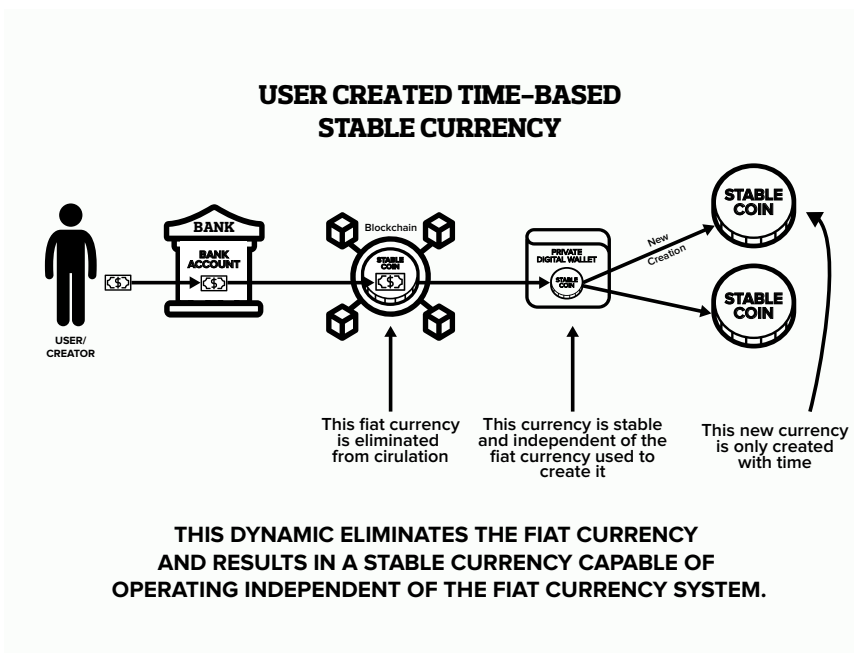 USER CREATED TIME-BASED
STABLE CURRENCY
BANK
BANK
ACCOUNT
Blockchain
STABLE
COIN
PRIVATE
DIGITAL WALLET
STABLE
COIN
New
Creation
STABLE
COIN
STABLE
COIN
USER/
CREATOR
This fiat currency
is eliminated
from cirulation
This currency is stable
and independent of the
fiat currency used to
create it
This new currency
is only created
with time
THIS DYNAMIC ELIMINATES THE FIAT CURRENCY
AND RESULTS IN A STABLE CURRENCY CAPABLE OF
OPERATING INDEPENDENT OF THE FIAT CURRENCY SYSTEM.